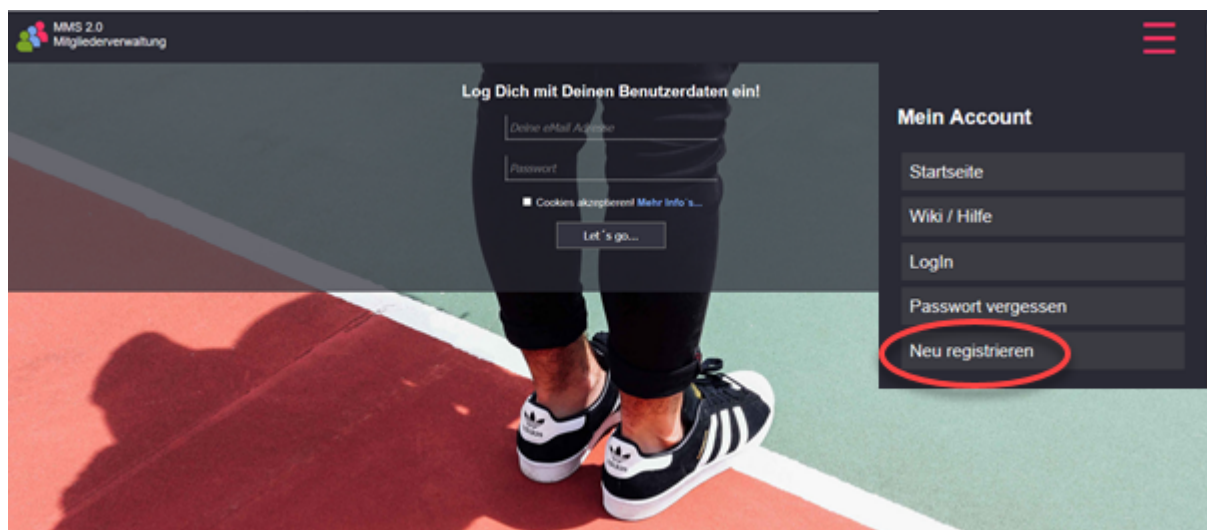 MMS 2.0
Mitgliederverwaltung
Log Dich mit Deinen Benutzerdaten ein!
Deine eMail Adresse
Passwort
Cookies akzeptieren! Mehr Info´s...
Let´s go...
Mein Account
Startseite
Wiki / Hilfe
LogIn
Passwort vergessen
Neu registrieren